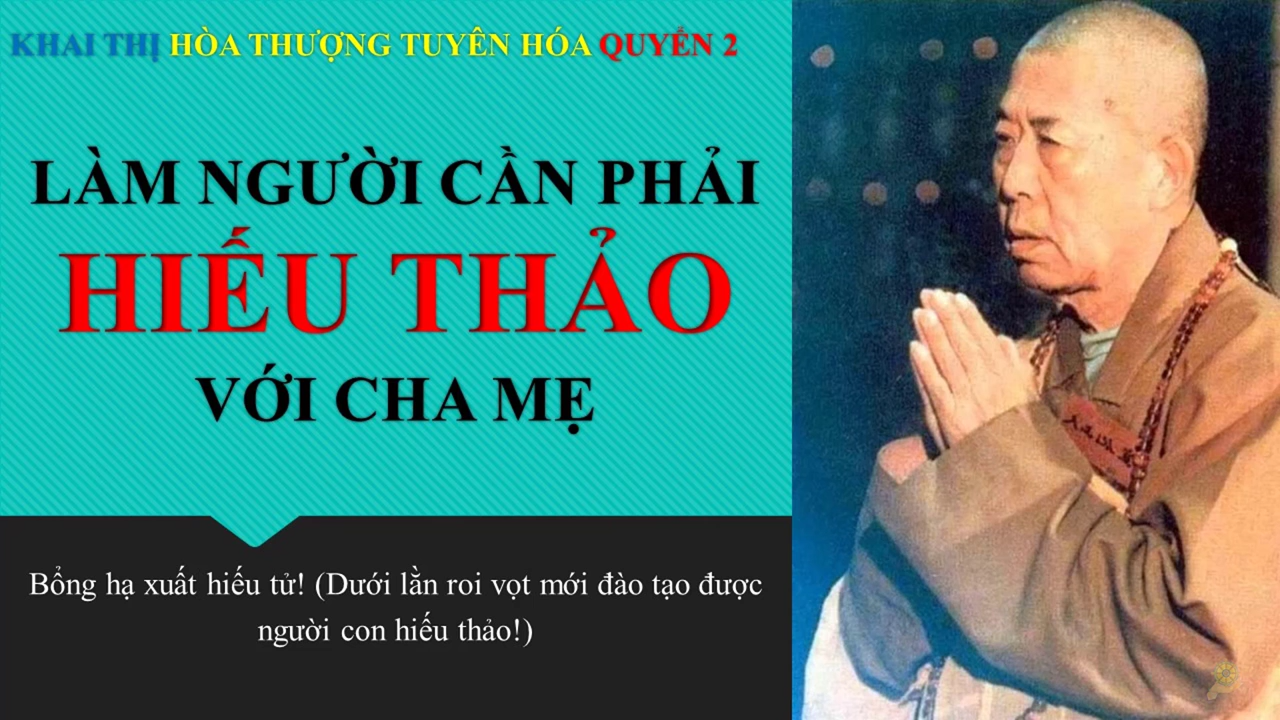 KHAI THỊ HÒA THƯỢNG TUYÊN HÓA QUYỂN 2
LÀM NGƯỜI CẦN PHẢI
HIẾU THẢO
VỚI CHA MẸ
Bổng hạ xuất hiếu tử! (Dưới lằn roi vọt mới đào tạo được
người con hiếu thảo!)